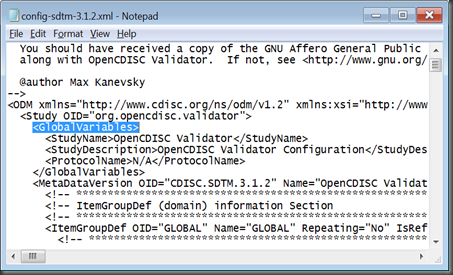 config-sdtm-3.1.2.xml - Notepad
File Edit Format View Help
You should have received a copy of the GNU Affero General Public
along with OpenCDISC Validator. If not, see <http://www.gnu.org/
@author Max Kanevsky
-->
<ODM xmlns="http://www.cdisc.org/ns/odm/v1.2" xmlns:xsi="http://www
<Study OID="org.opencdisc.validator">
<GlobalVariables>
<StudyName>OpenCDISC Validator</StudyName>
<StudyDescription>OpenCDISC Validator Configuration</StudyDes
<ProtocolName>N/A</ProtocolName>
</GlobalVariables>
<MetaDataVersion OID="CDISC.SDTM.3.1.2" Name="OpenCDISC Validat
<!-- ************************************************
<!-- ItemGroupDef (domain) information Section
<!-- ************************************************
<ItemGroupDef OID="GLOBAL" Name="GLOBAL" Repeating="No" IsRef
<!-- **********************************************